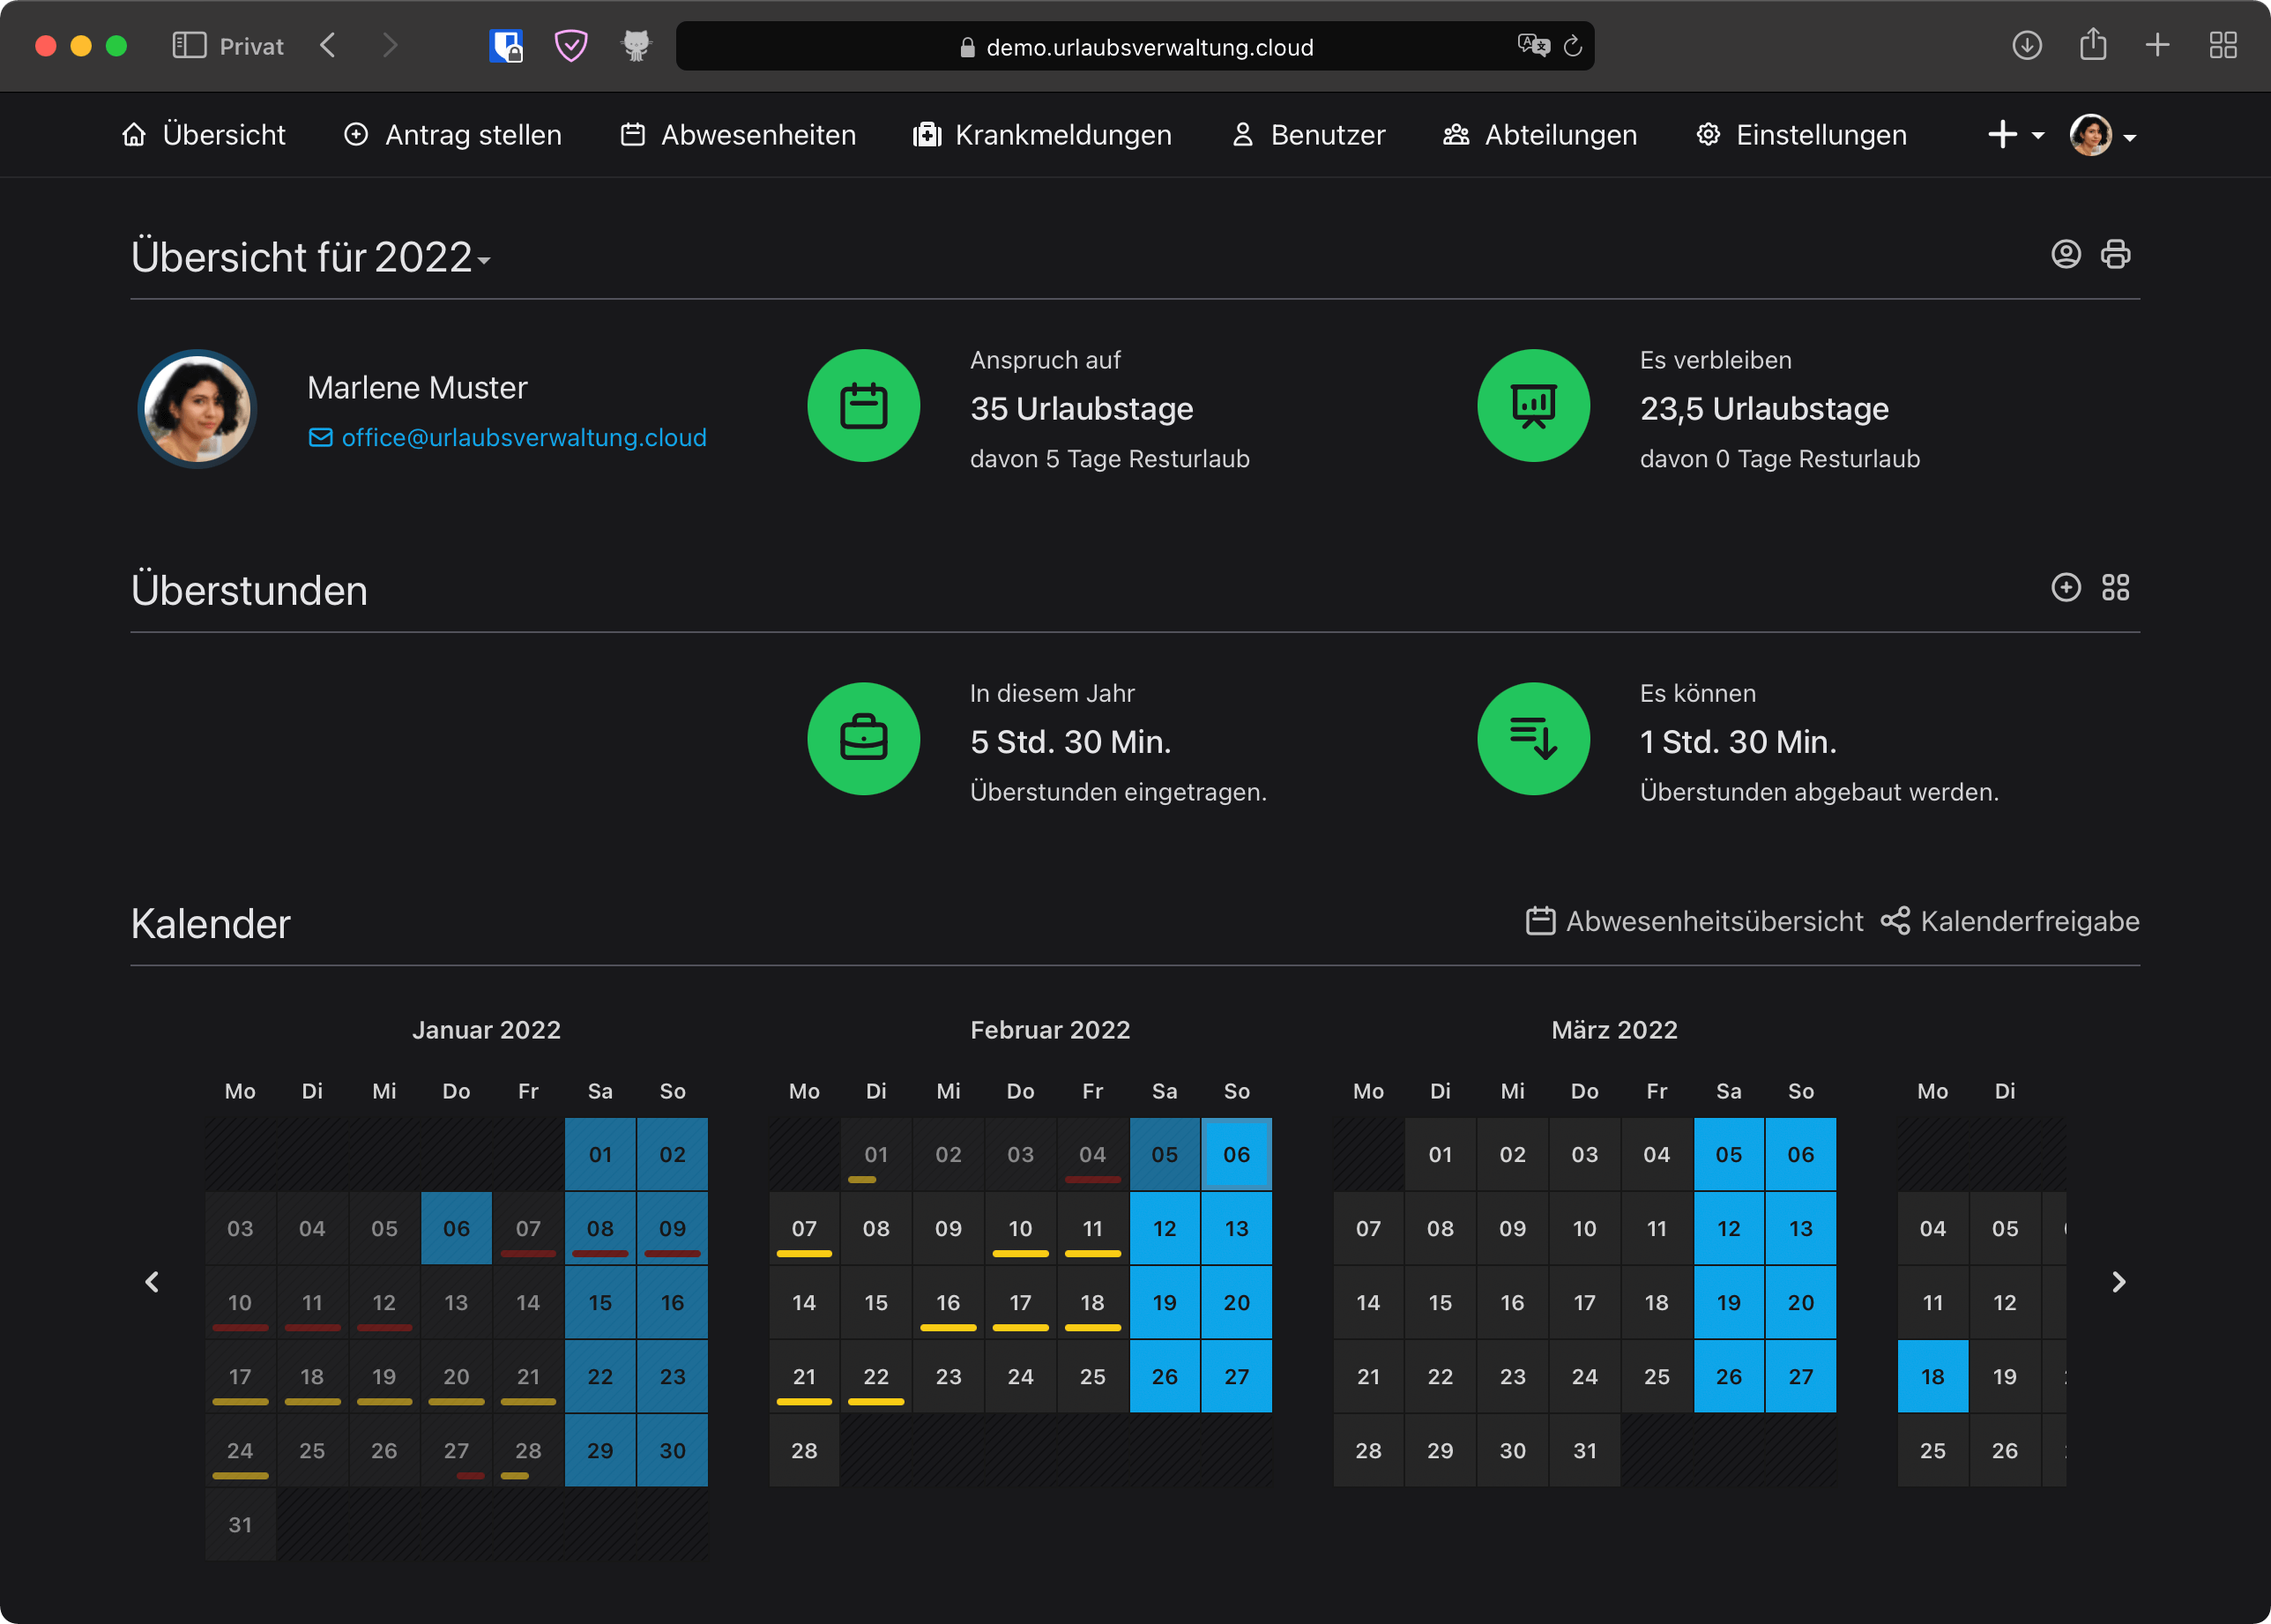 Privat
demo.urlaubsverwaltung.cloud
Übersicht
Antrag stellen
Abwesenheiten
Krankmeldungen
Benutzer
Abteilungen
Einstellungen
Übersicht für 2022
Marlene Muster
office@urlaubsverwaltung.cloud
Anspruch auf
35 Urlaubstage
davon 5 Tage Resturlaub
Es verbleiben
23,5 Urlaubstage
davon 0 Tage Resturlaub
Überstunden
In diesem Jahr
5 Std. 30 Min.
Überstunden eingetragen.
Es können
1 Std. 30 Min.
Überstunden abgebaut werden.
Kalender
Abwesenheitsübersicht
Kalenderfreigabe
Januar 2022
Mo Di Mi Do Fr Sa So
01 02
03 04 05 06 07 08 09
10 11 12 13 14 15 16
17 18 19 20 21 22 23
24 25 26 27 28 29 30
31
Februar 2022
Mo Di Mi Do Fr Sa So
01 02 03 04 05 06
07 08 09 10 11 12 13
14 15 16 17 18 19 20
21 22 23 24 25 26 27
28
März 2022
Mo Di Mi Do Fr Sa So
01 02 03 04 05 06
07 08 09 10 11 12 13
14 15 16 17 18 19 20
21 22 23 24 25 26 27
28 29 30 31
Mo Di
04 05
11 12
18 19
25 26